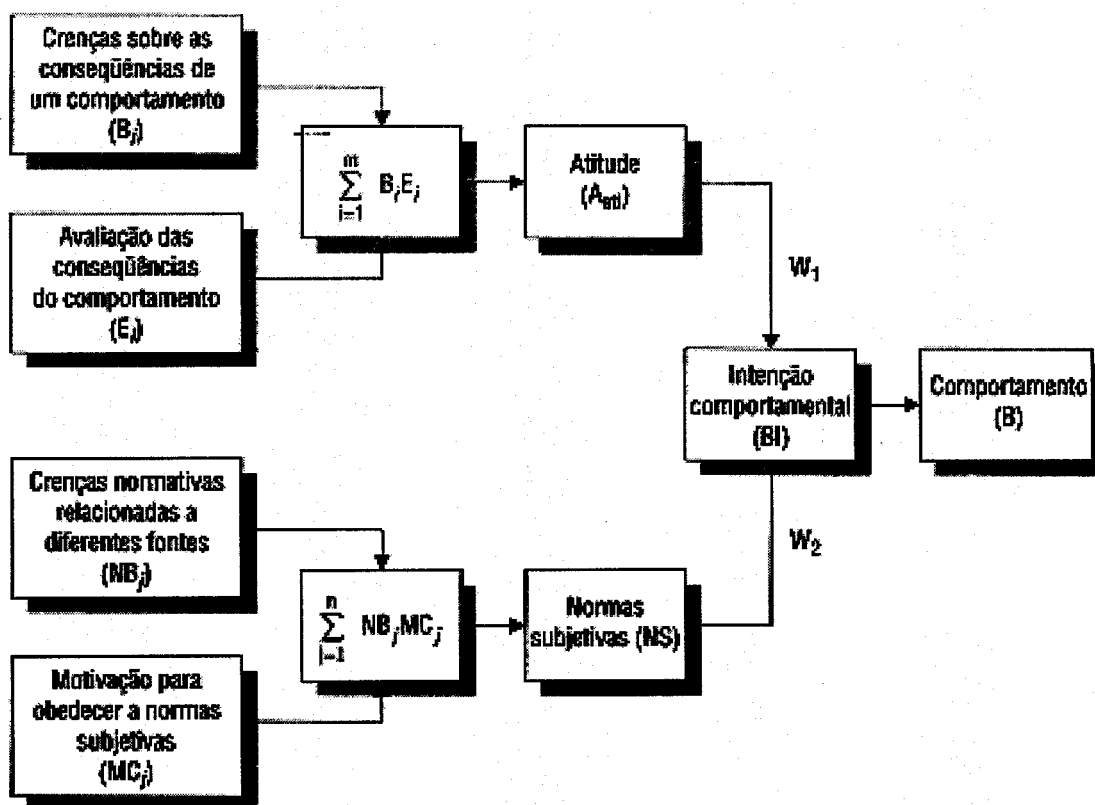 Crenças sobre as
conseqüências de
um comportamento
(Bi)
m
∑ BiEi
i=1
Atitude
(Aati)
Avaliação das
conseqüências
do comportamento
(Ei)
W1
Intenção
comportamental
(BI)
Comportamento
(B)
Crenças normativas
relacionadas a
diferentes fontes
(NBj)
W2
n
∑ NBjMCj
j=1
Normas
subjetivas (NS)
Motivação para
obedecer a normas
subjetivas
(MCj)